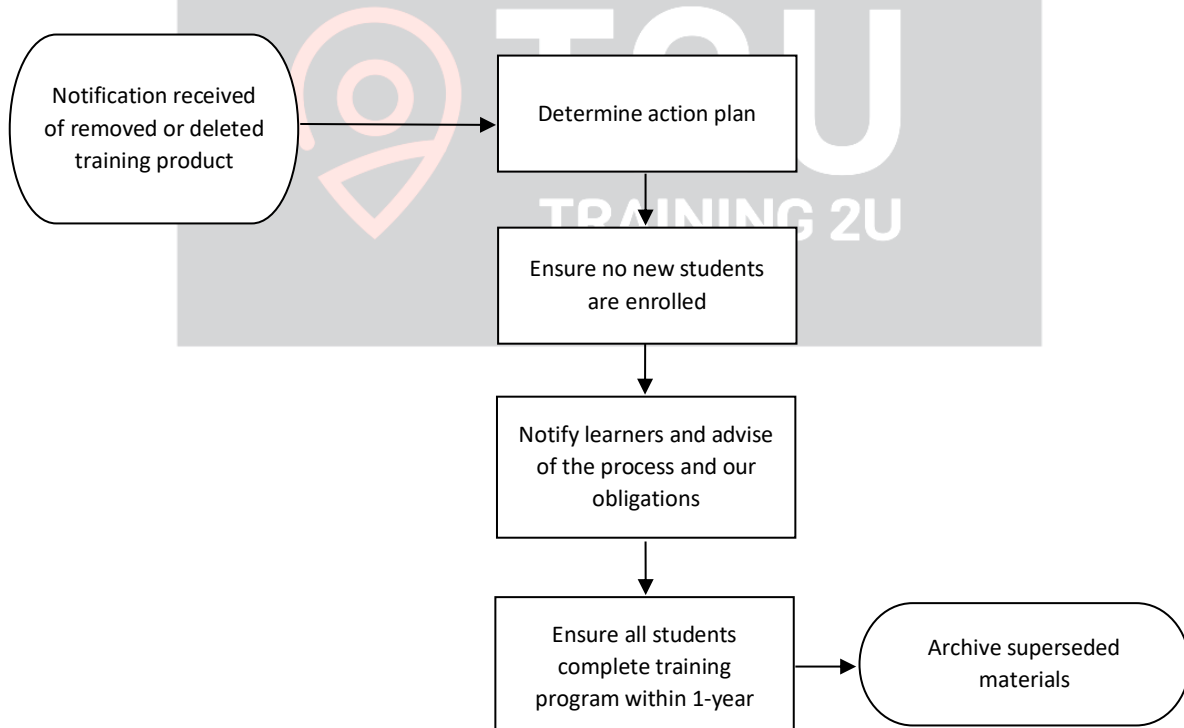 Notification received
of removed or deleted
training product
Determine action plan
TRAINING 2U
Ensure no new students
are enrolled
Notify learners and advise
of the process and our
obligations
Ensure all students
complete training
program within 1-year
Archive superseded
materials